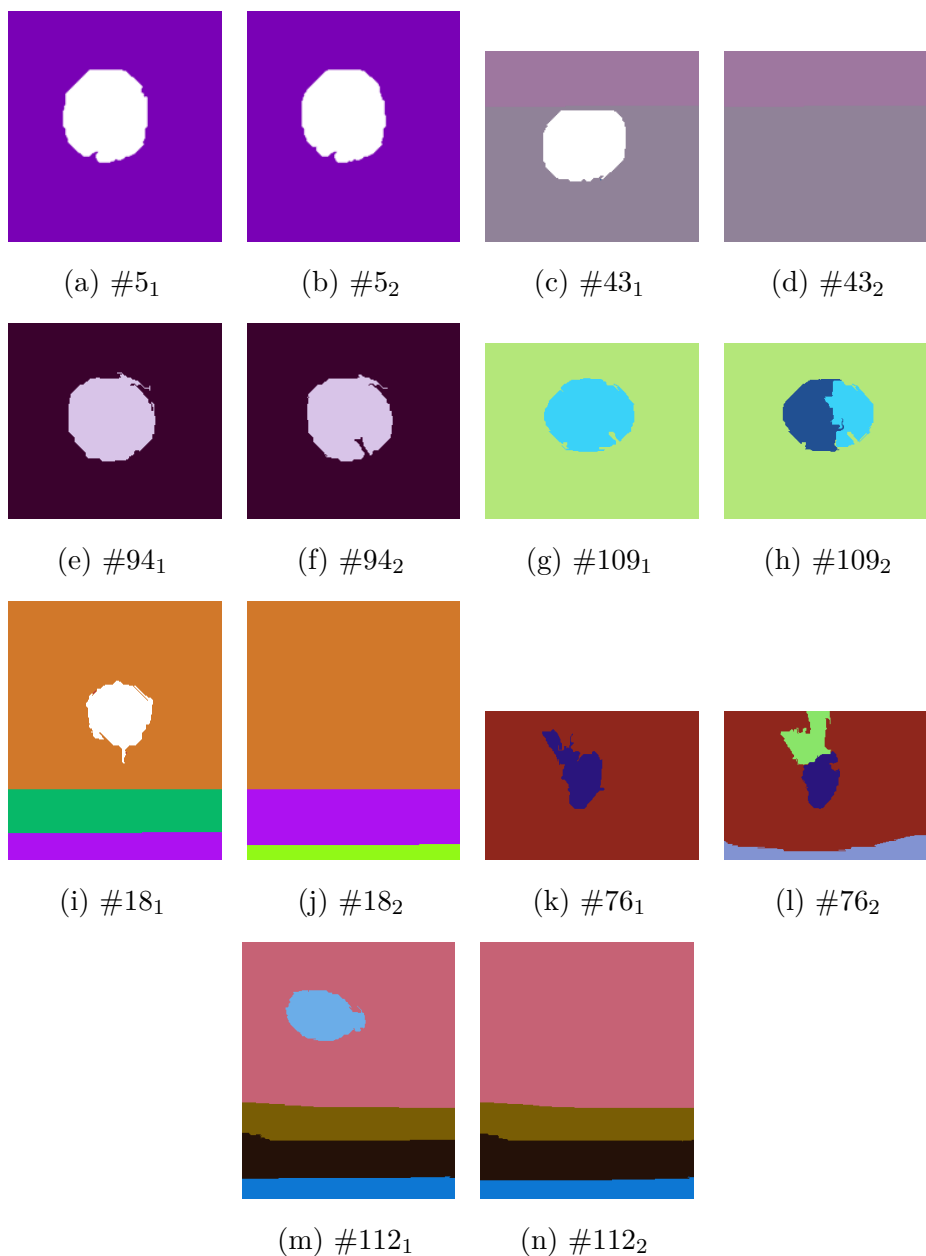 (a) #5₁ (b) #5₂ (c) #43₁ (d) #43₂
(e) #94₁ (f) #94₂ (g) #109₁ (h) #109₂
(i) #18₁ (j) #18₂ (k) #76₁ (l) #76₂
(m) #112₁ (n) #112₂